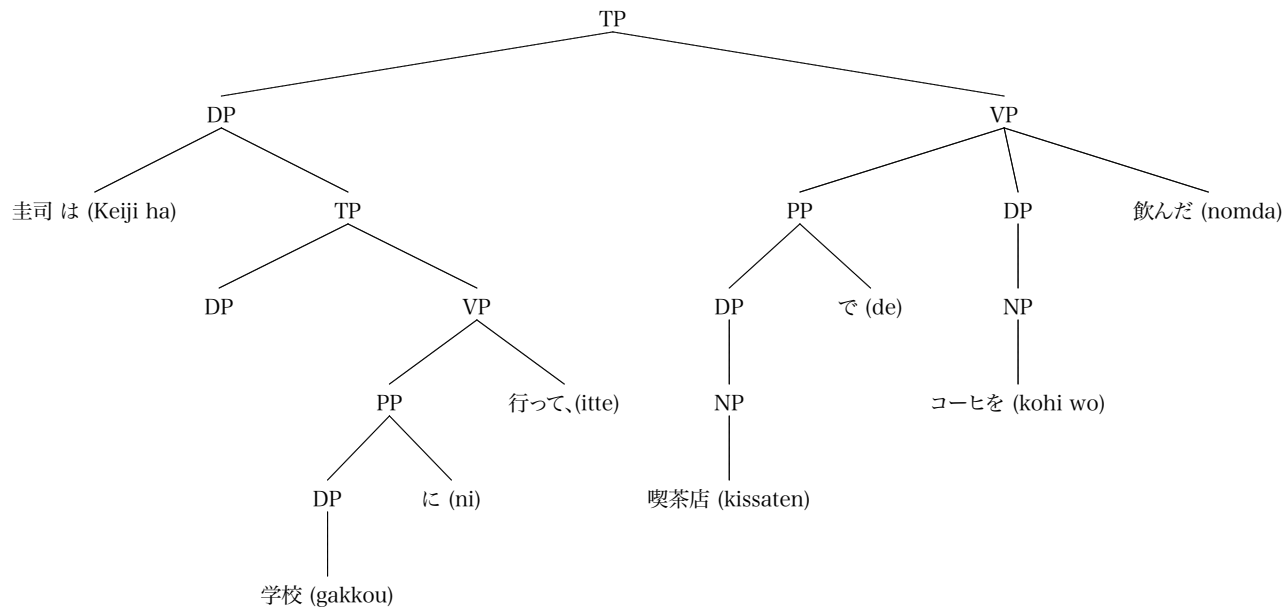 TP
DP VP
圭司 は (Keiji ha) TP PP DP 飲んだ (nomda)
DP VP DP で (de) NP
PP 行って、(itte) NP コーヒを (kohi wo)
DP に (ni) 喫茶店 (kissaten)
学校 (gakkou)